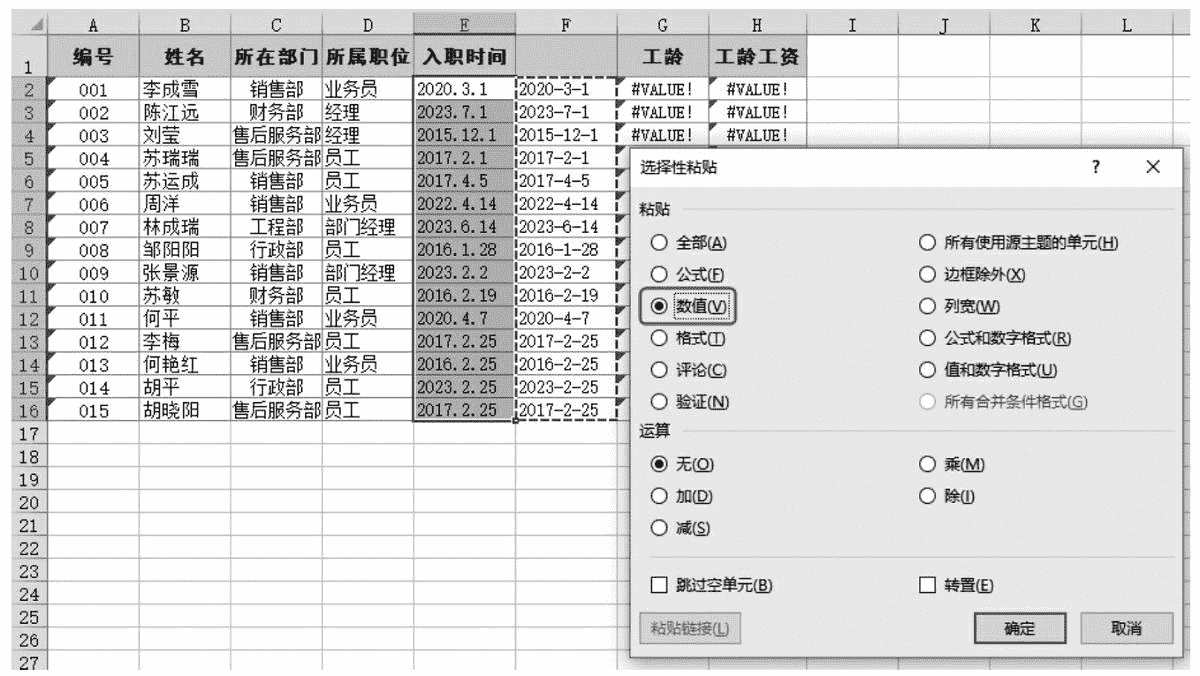 A B C D E F G H I J K L
1 编号 姓名 所在部门 所属职位 入职时间 工龄 工龄工资
2 001 李成雪 销售部 业务员 2020.3.1 2020-3-1 #VALUE! #VALUE!
3 002 陈江远 财务部 经理 2023.7.1 2023-7-1 #VALUE! #VALUE!
4 003 刘莹 售后服务部 经理 2015.12.1 2015-12-1 #VALUE! #VALUE!
5 004 苏瑞瑞 售后服务部 员工 2017.2.1 2017-2-1
6 005 苏运成 销售部 员工 2017.4.5 2017-4-5
7 006 周洋 销售部 业务员 2022.4.14 2022-4-14
8 007 林成瑞 工程部 部门经理 2023.6.14 2023-6-14
9 008 邹阳阳 行政部 员工 2016.1.28 2016-1-28
10 009 张景源 销售部 部门经理 2023.2.2 2023-2-2
11 010 苏敏 财务部 员工 2016.2.19 2016-2-19
12 011 何平 销售部 业务员 2020.4.7 2020-4-7
13 012 李梅 售后服务部 员工 2017.2.25 2017-2-25
14 013 何艳红 销售部 业务员 2016.2.25 2016-2-25
15 014 胡平 行政部 员工 2023.2.25 2023-2-25
16 015 胡晓阳 售后服务部 员工 2017.2.25 2017-2-25
17
18
19
20
21
22
23
24
25
26
27
选择性粘贴 ?
粘贴
全部(A) 所有使用源主题的单元(H)
公式(F) 边框除外(X)
数值(V) 列宽(W)
格式(T) 公式和数字格式(R)
评论(C) 值和数字格式(U)
验证(N) 所有合并条件格式(G)
运算
无(O) 乘(M)
加(D) 除(I)
减(S)
跳过空单元(B) 转置(E)
粘贴链接(L) 确定 取消